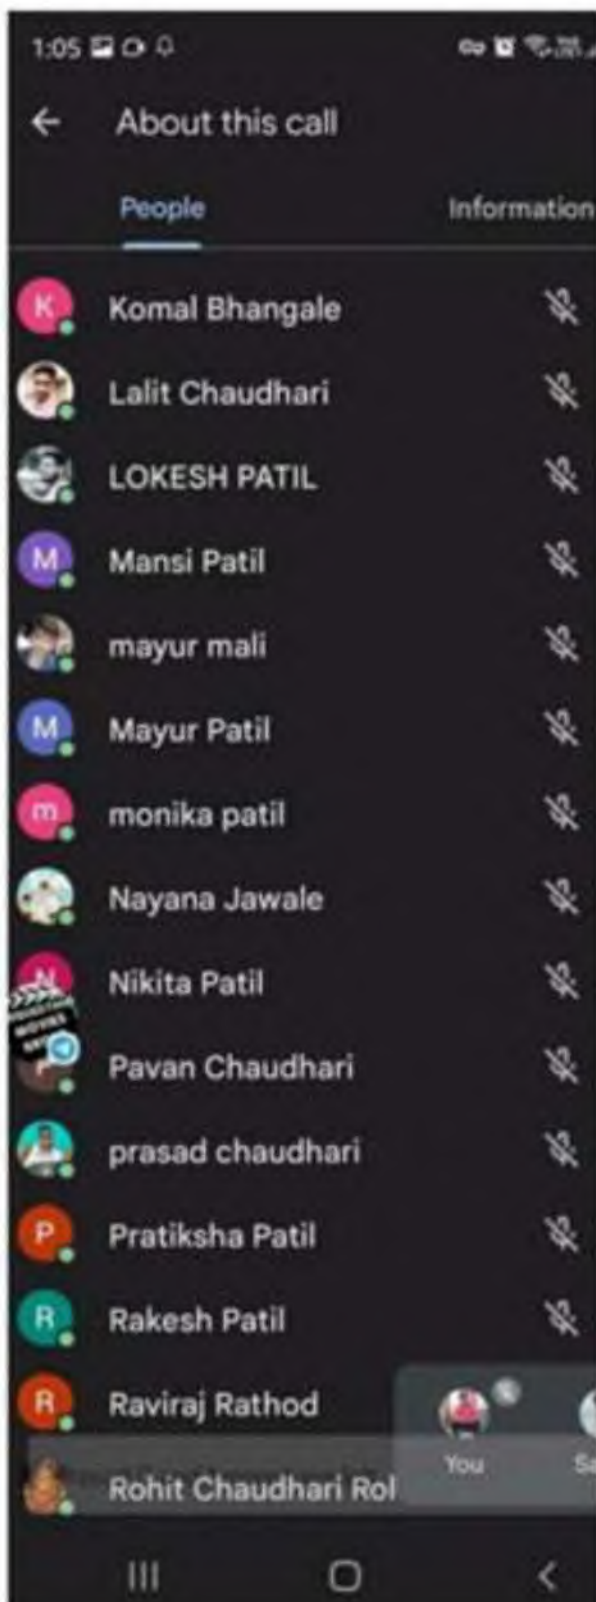 1:05
About this call
People Information
K Komal Bhangale
Lalit Chaudhari
LOKESH PATIL
M Mansi Patil
mayur mali
M Mayur Patil
m monika patil
Nayana Jawale
N Nikita Patil
MOVIES
P Pavan Chaudhari
prasad chaudhari
P Pratiksha Patil
R Rakesh Patil
R Raviraj Rathod
You Sa
Rohit Chaudhari Rol